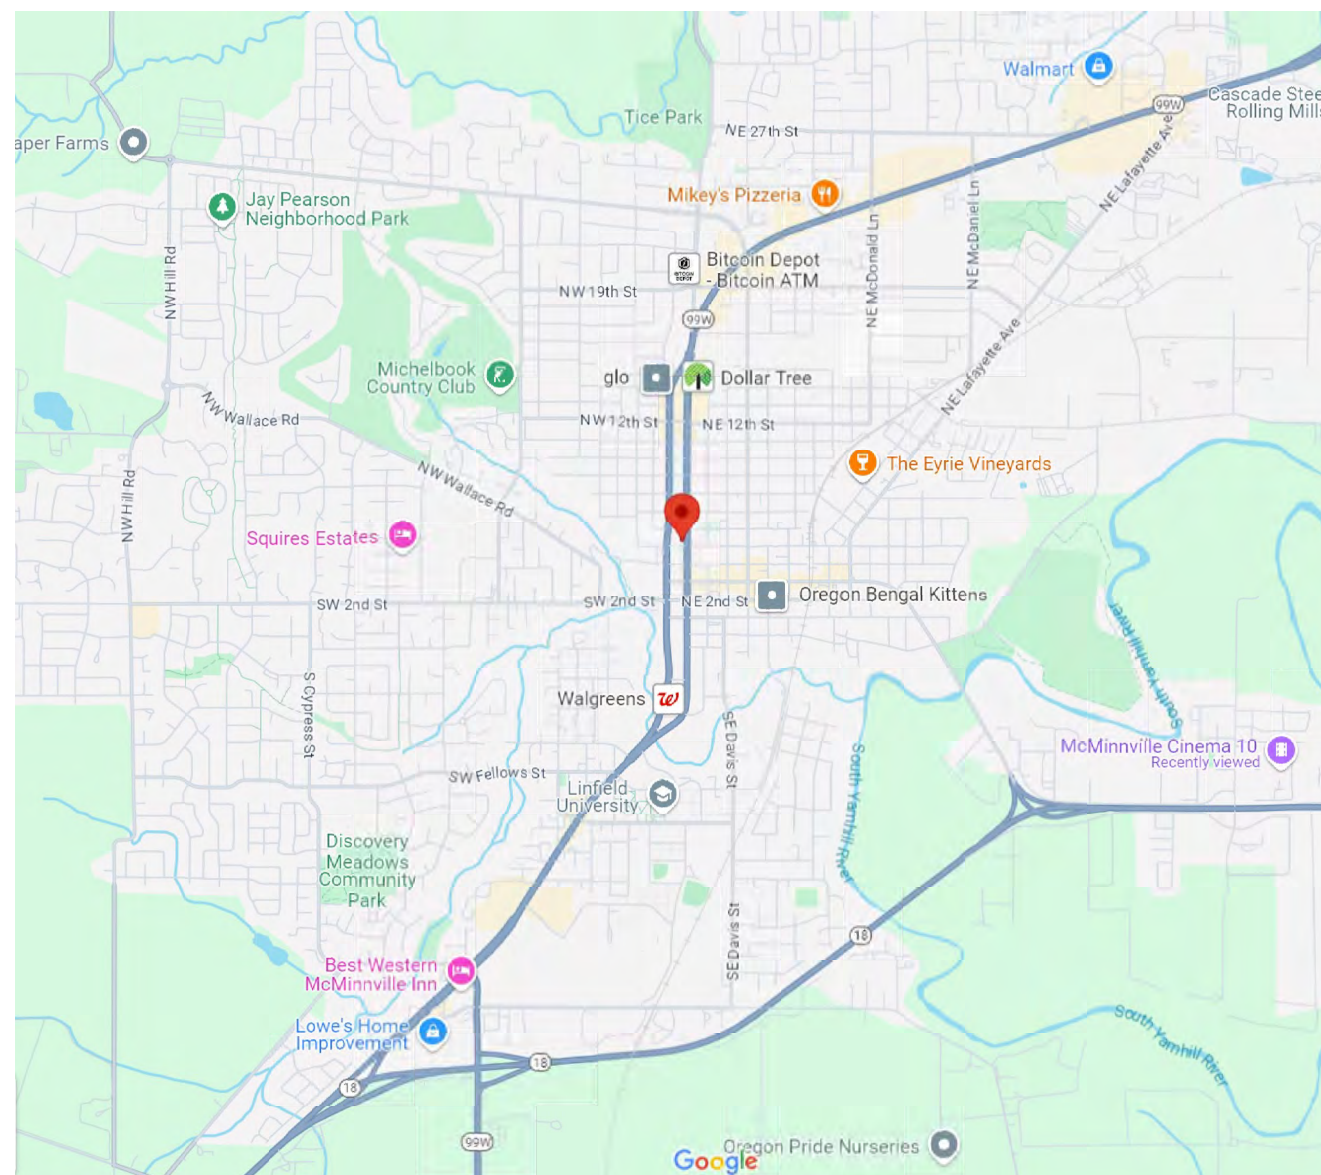 Walmart
99W
Cascade Stee
Rolling Mills
Tice Park
NE 27th St
NE Lafayette Ave
aper Farms
Mikey's Pizzeria
Jay Pearson
Neighborhood Park
NW Hill Rd
NE McDonald Ln
NE McDaniel Ln
Bitcoin Depot
- Bitcoin ATM
BITCOIN
DEPOT
NW 19th St
99W
NE Lafayette Ave
Michelbook
Country Club
glo
Dollar Tree
NW Wallace Rd
NW 12th St
NE 12th St
The Eyrie Vineyards
NW Wallace Rd
NW Hill Rd
Squires Estates
Oregon Bengal Kittens
SW 2nd St
SW 2nd St
NE 2nd St
South Yamhill River
S Cypress St
Walgreens
SE Davis St
South Yamhill River
McMinnville Cinema 10
Recently viewed
SW Fellows St
Linfield
University
Discovery
Meadows
Community
Park
SE Davis St
18
Best Western
McMinnville Inn
Lowe's Home
Improvement
South Yamhill River
18
18
99W
Oregon Pride Nurseries
Google